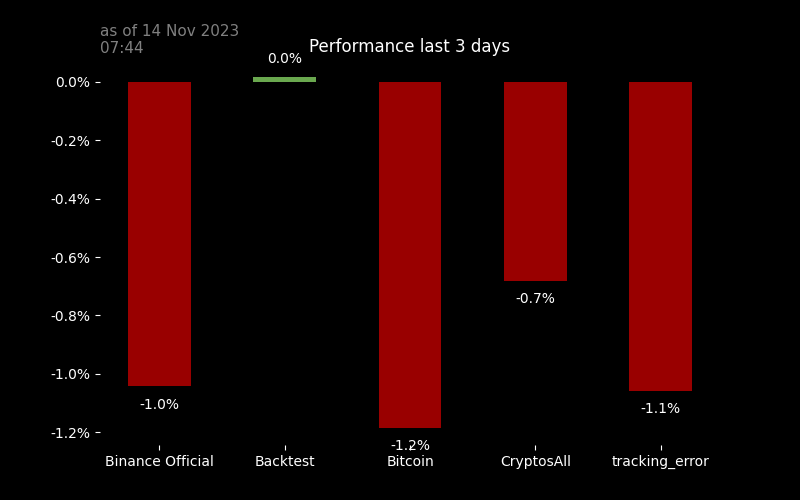 as of 14 Nov 2023
07:44
Performance last 3 days
0.0%
0.0%
-0.2%
-0.4%
-0.6%
-0.8%
-1.0%
-1.2%
-0.7%
-1.0%
-1.1%
-1.2%
Binance Official
Backtest
Bitcoin
CryptosAll
tracking_error